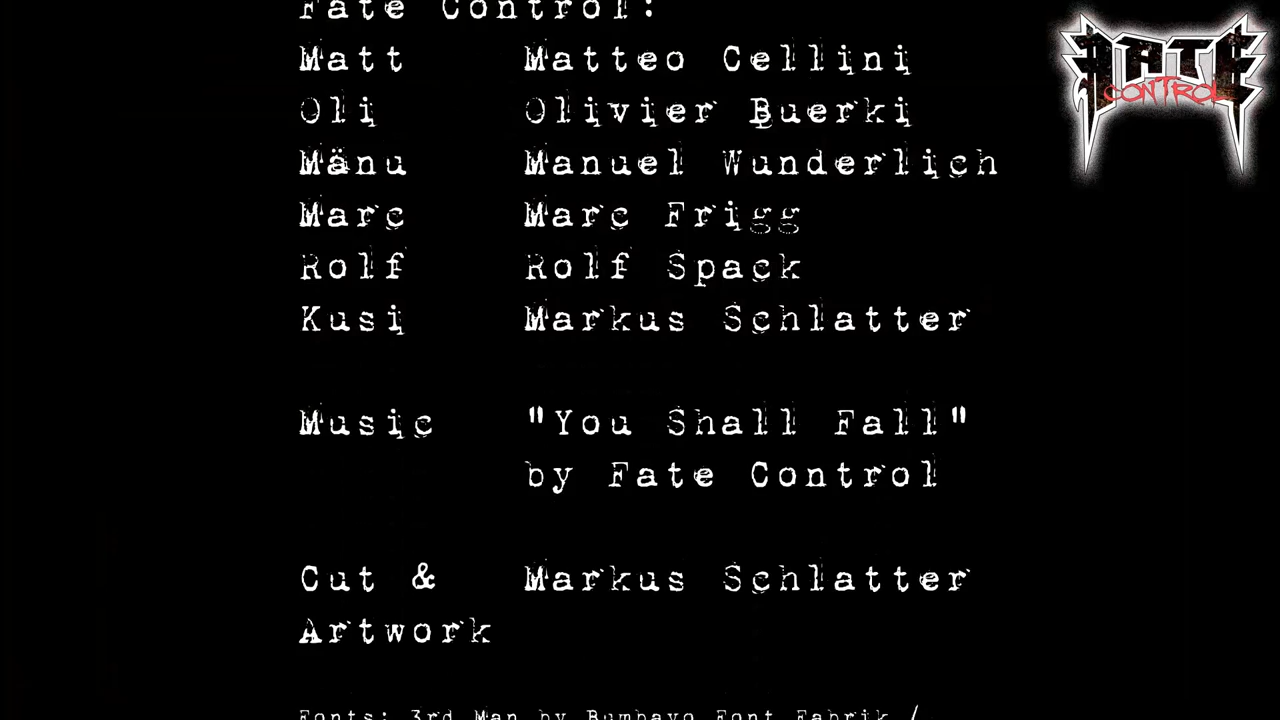 Fate Control:
Matt Matteo Cellini
Oli Olivier Buerki
Mänu Manuel Wunderlich
Marc Marc Frigg
Rolf Rolf Spack
Kusi Markus Schlatter
Music "You Shall Fall"
by Fate Control
Cut & Markus Schlatter
Artwork
Fonts: 3rd Man by Bumbayo Font Fabrik /
FATE
CONTROL